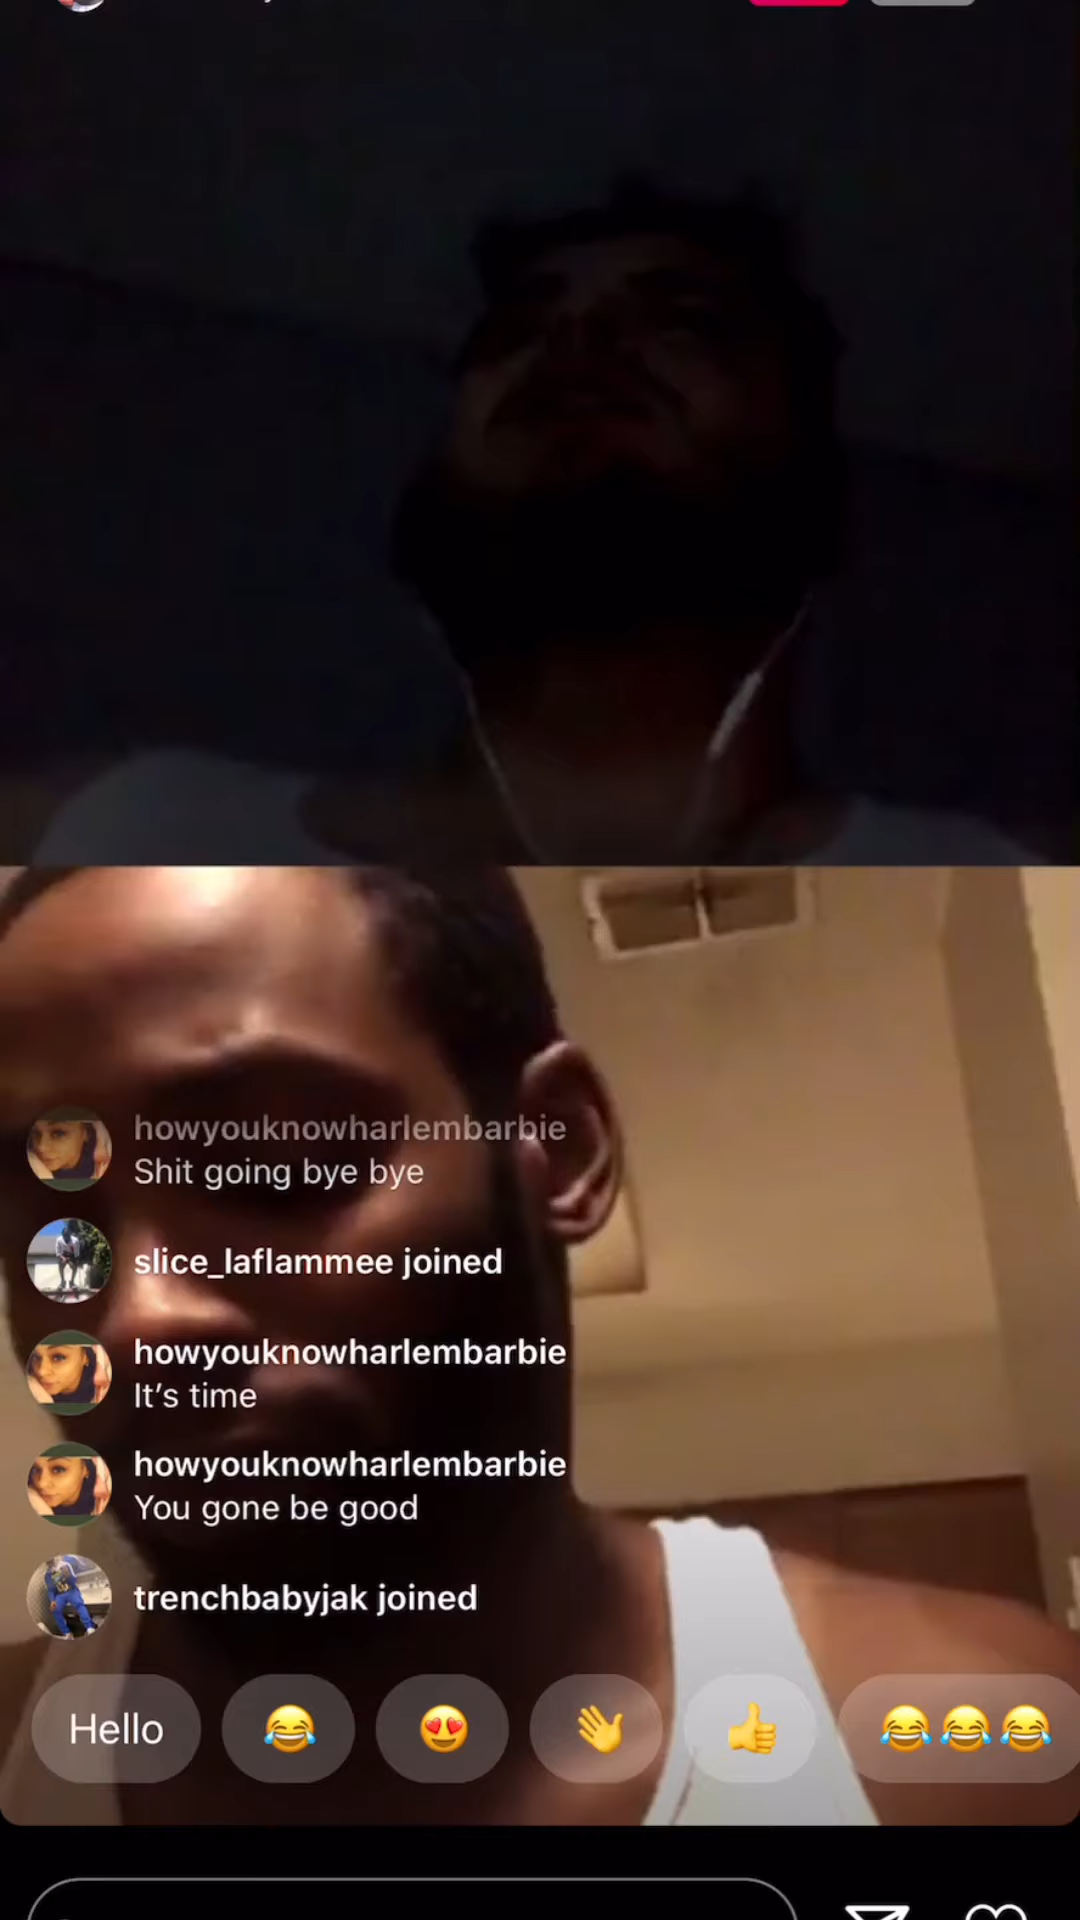 howyouknowharlembarbie
Shit going bye bye
slice_laflammee joined
howyouknowharlembarbie
It’s time
howyouknowharlembarbie
You gone be good
trenchbabyjak joined
Hello